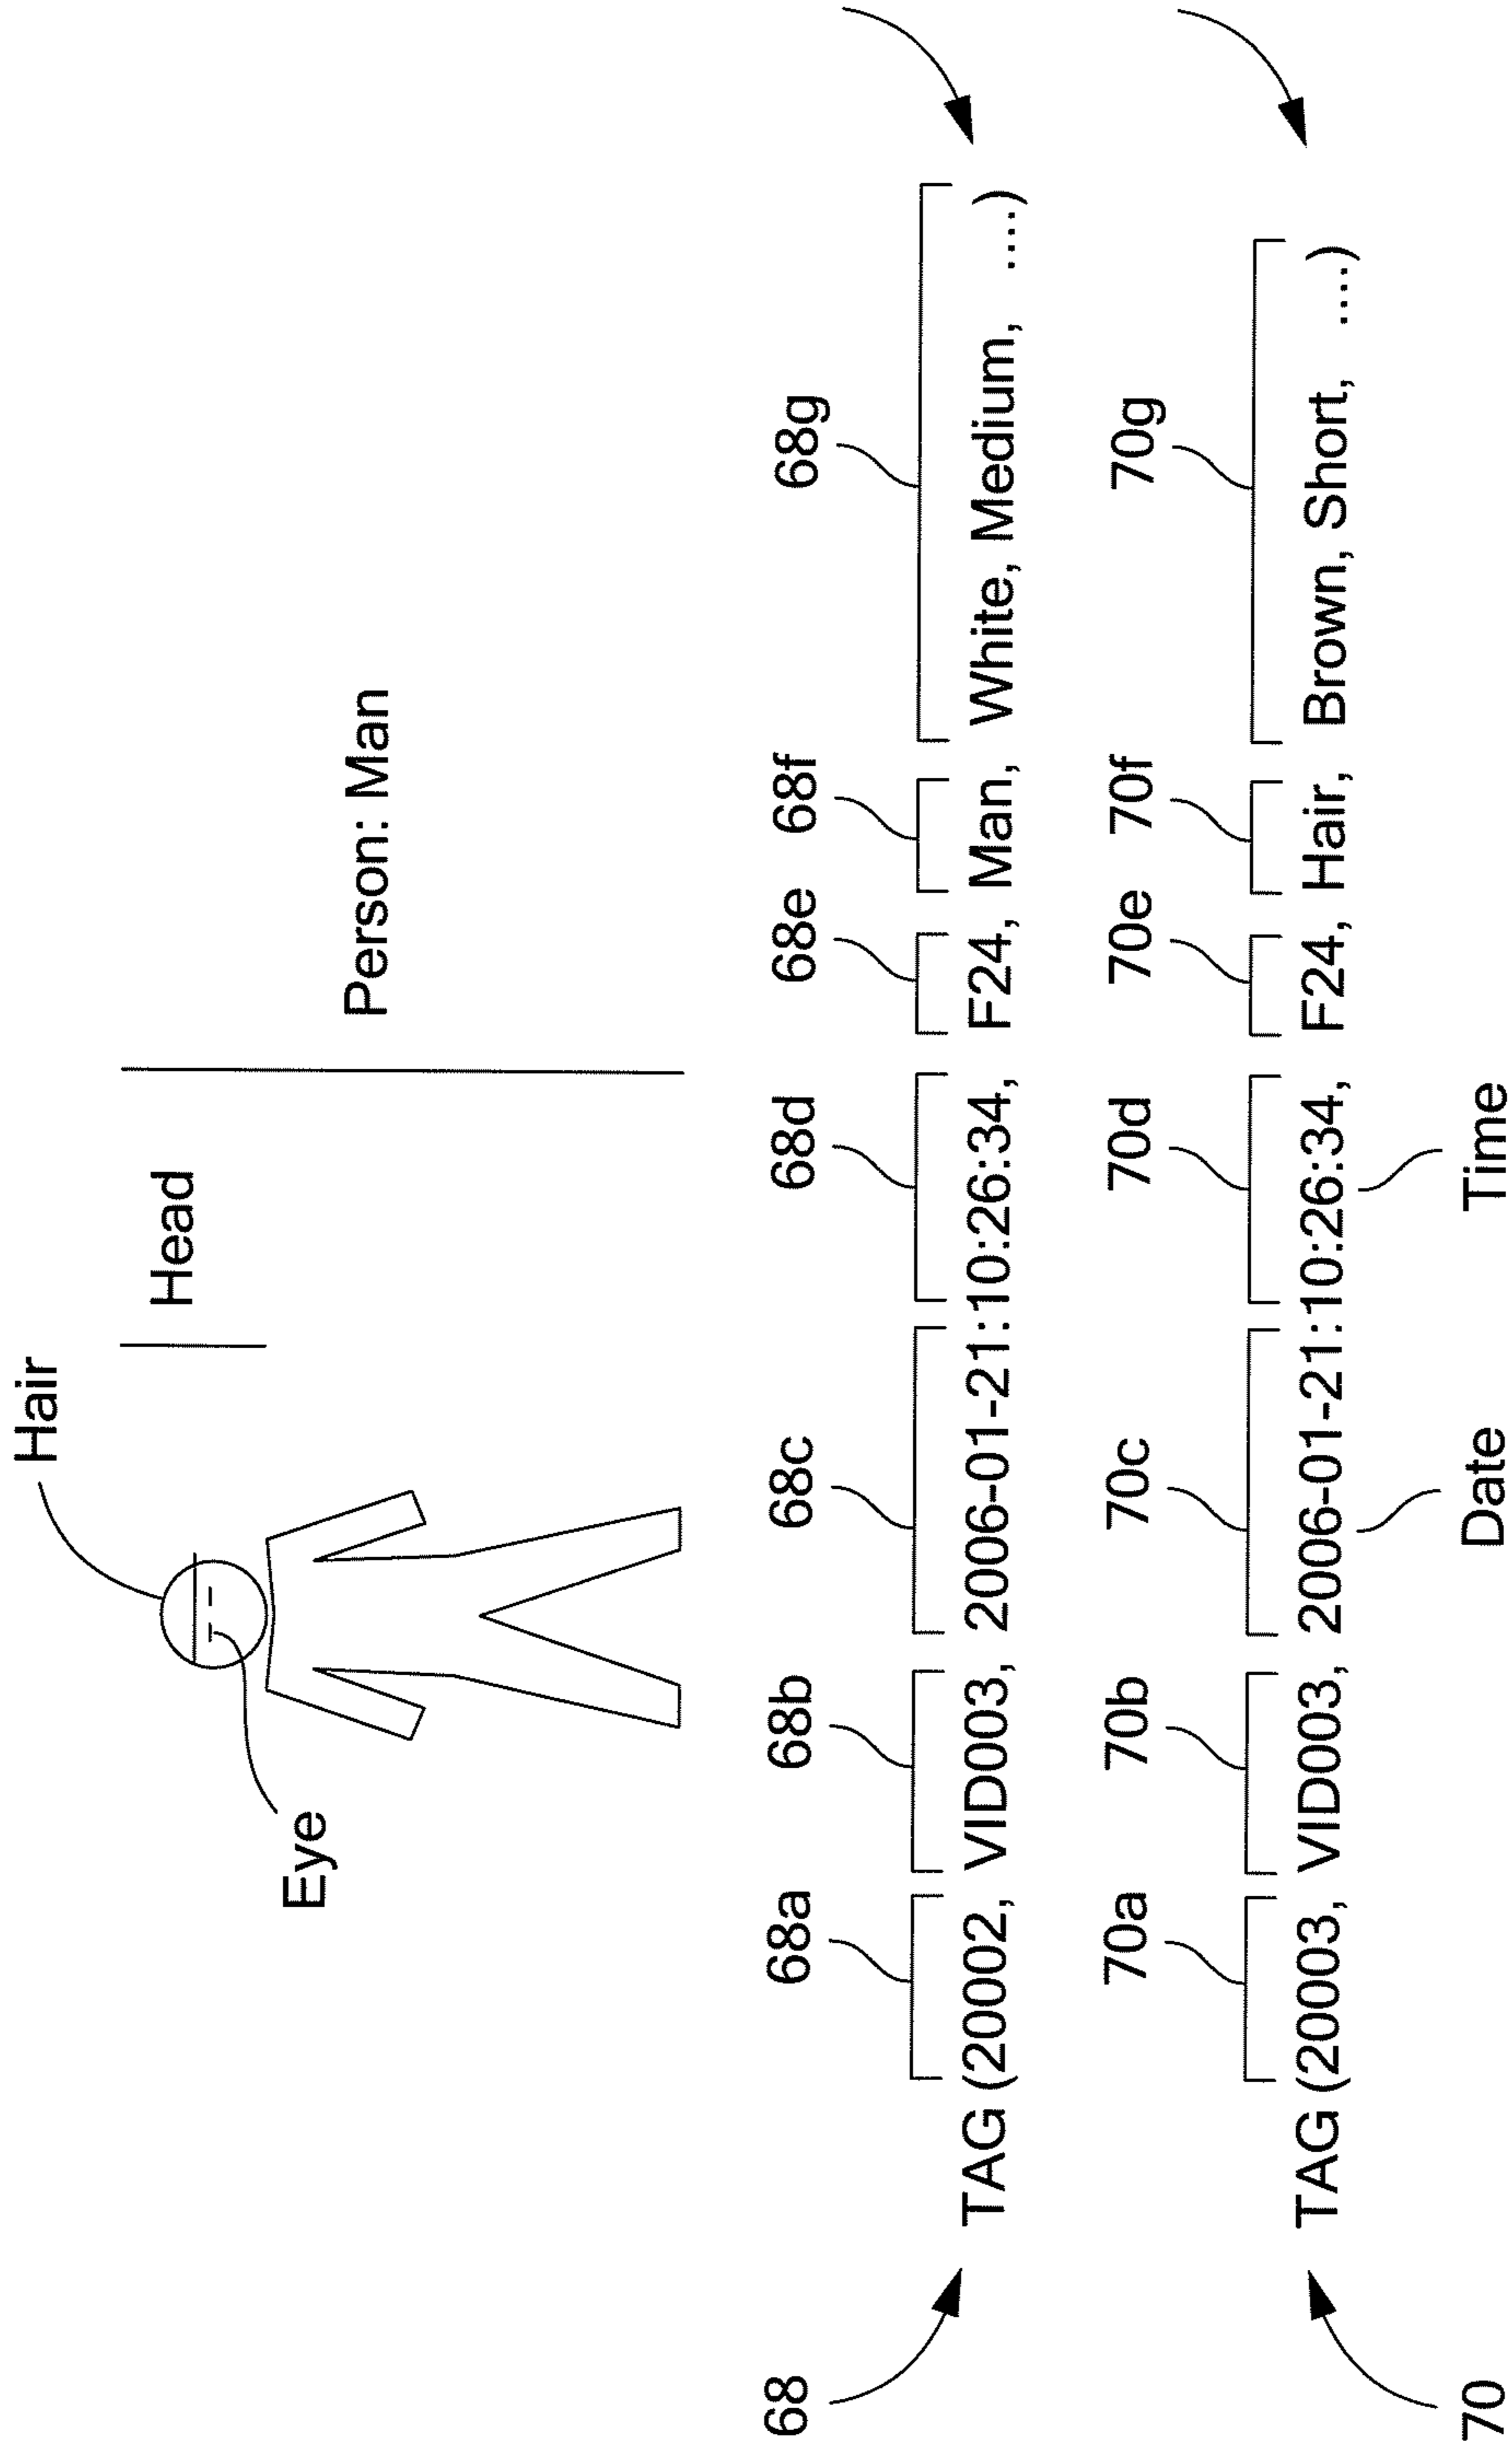 Hair
Head
Eye
Person: Man
68
68a 68b 68c 68d 68e 68f 68g
TAG (20002, VID003, 2006-01-21:10:26:34, F24, Man, White, Medium, ....)
70a 70b 70c 70d 70e 70f 70g
TAG (20003, VID003, 2006-01-21:10:26:34, F24, Hair, Brown, Short, ....)
70
Date Time